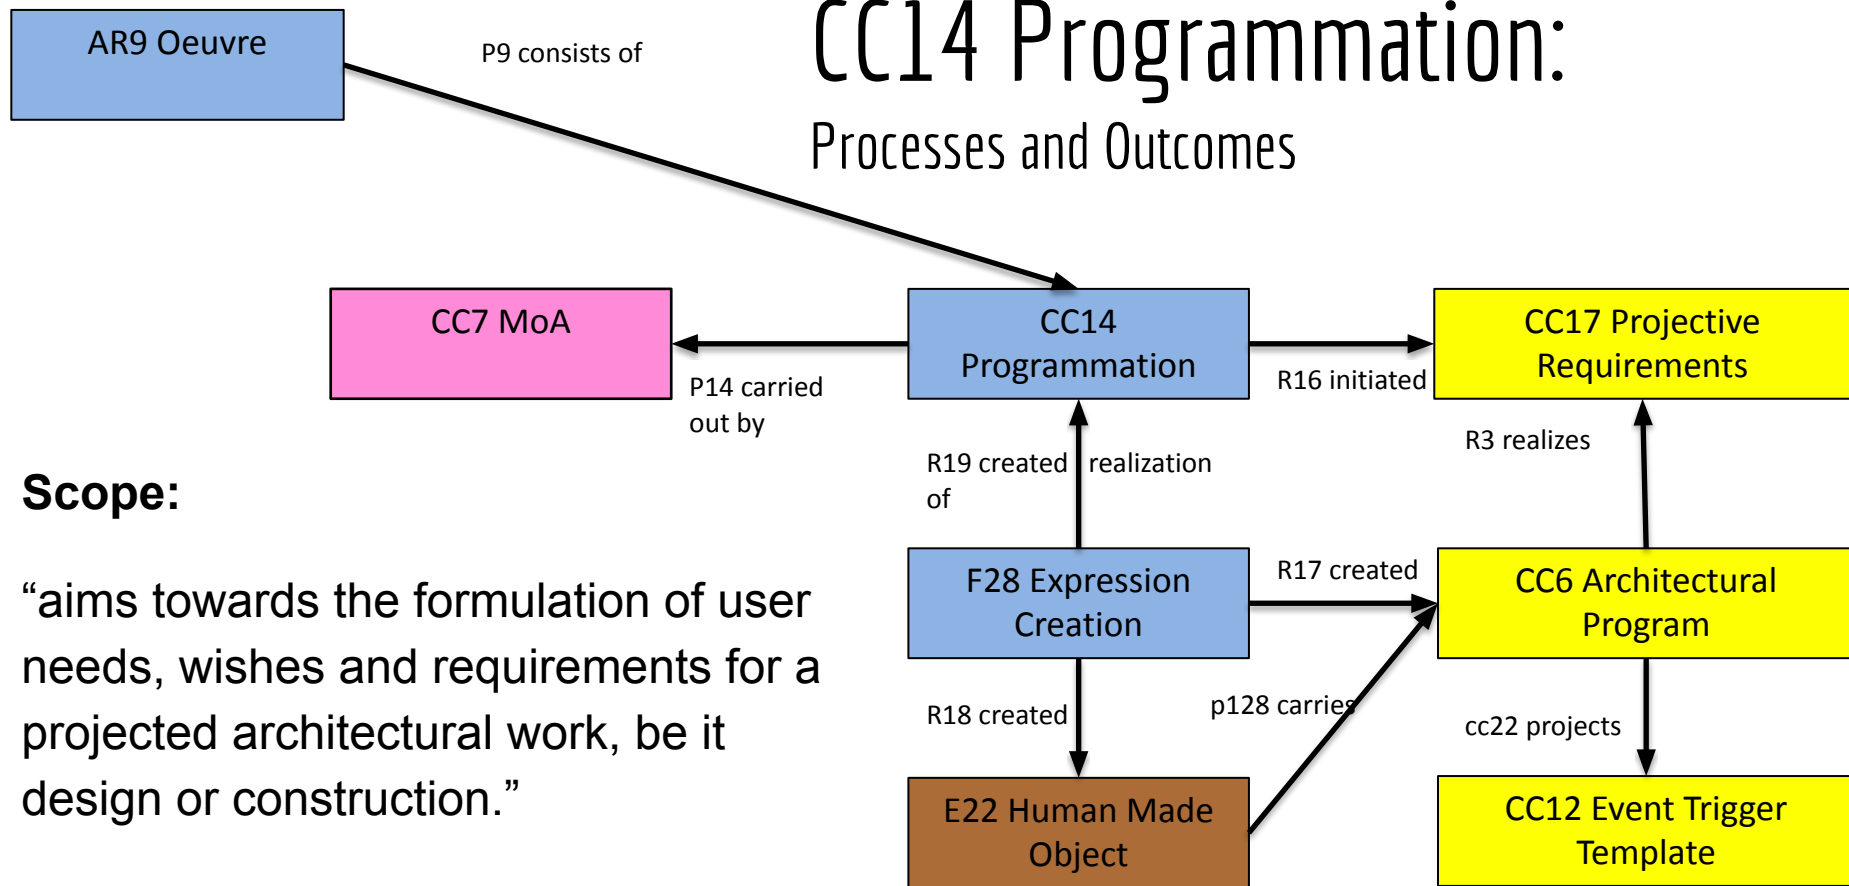 CC14 Programmation:
Processes and Outcomes
AR9 Oeuvre
P9 consists of
CC7 MoA
P14 carried
out by
CC14
Programmation
R16 initiated
CC17 Projective
Requirements
R19 created realization
of
R3 realizes
Scope:
“aims towards the formulation of user
needs, wishes and requirements for a
projected architectural work, be it
design or construction.”
F28 Expression
Creation
R17 created
CC6 Architectural
Program
R18 created
p128 carries
cc22 projects
E22 Human Made
Object
CC12 Event Trigger
Template